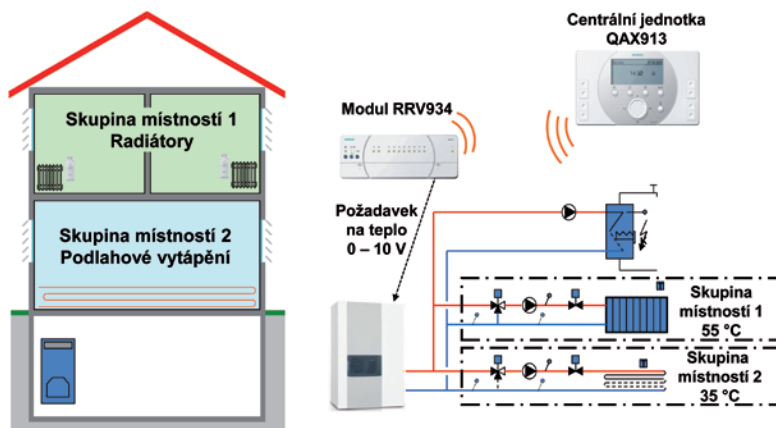 Skupina místností 1
Radiátory
Skupina místností 2
Podlahové vytápění
Centrální jednotka
QAX913
Modul RRV934
Požadavek
na teplo
0 – 10 V
Skupina
místností 1
55 °C
Skupina
místností 2
35 °C